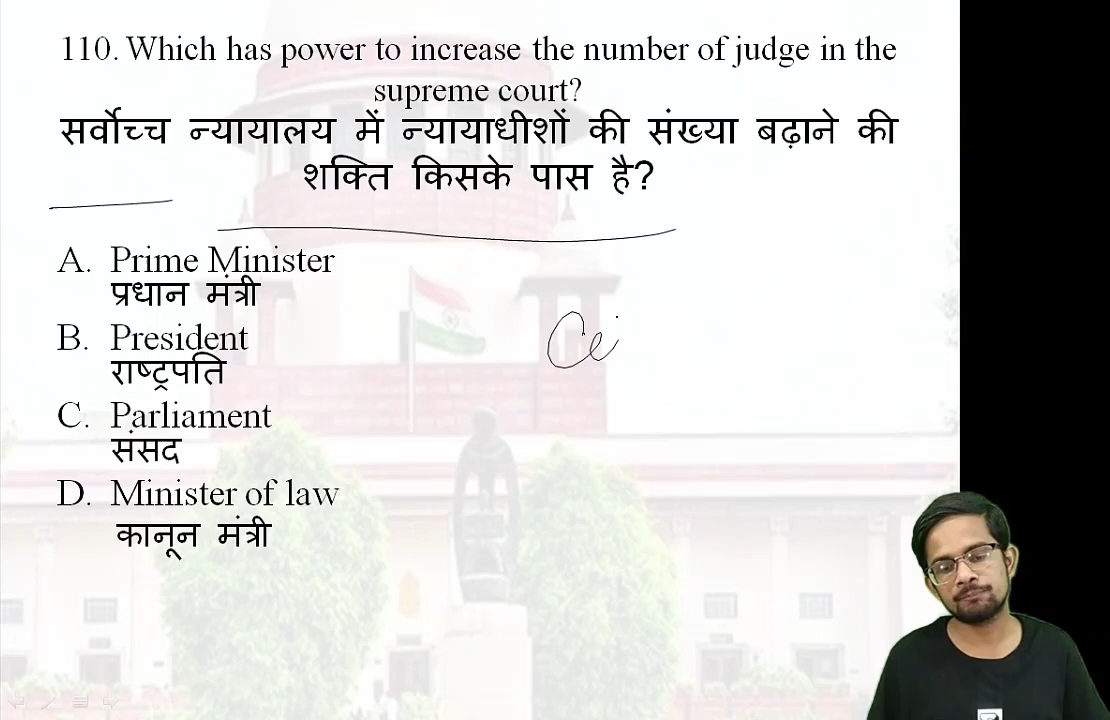 110. Which has power to increase the number of judge in the
supreme court?
सर्वोच्च न्यायालय में न्यायाधीशों की संख्या बढ़ाने की
शक्ति किसके पास है?
A. Prime Minister
प्रधान मंत्री
B. President
राष्ट्रपति
C. Parliament
संसद
D. Minister of law
कानून मंत्री